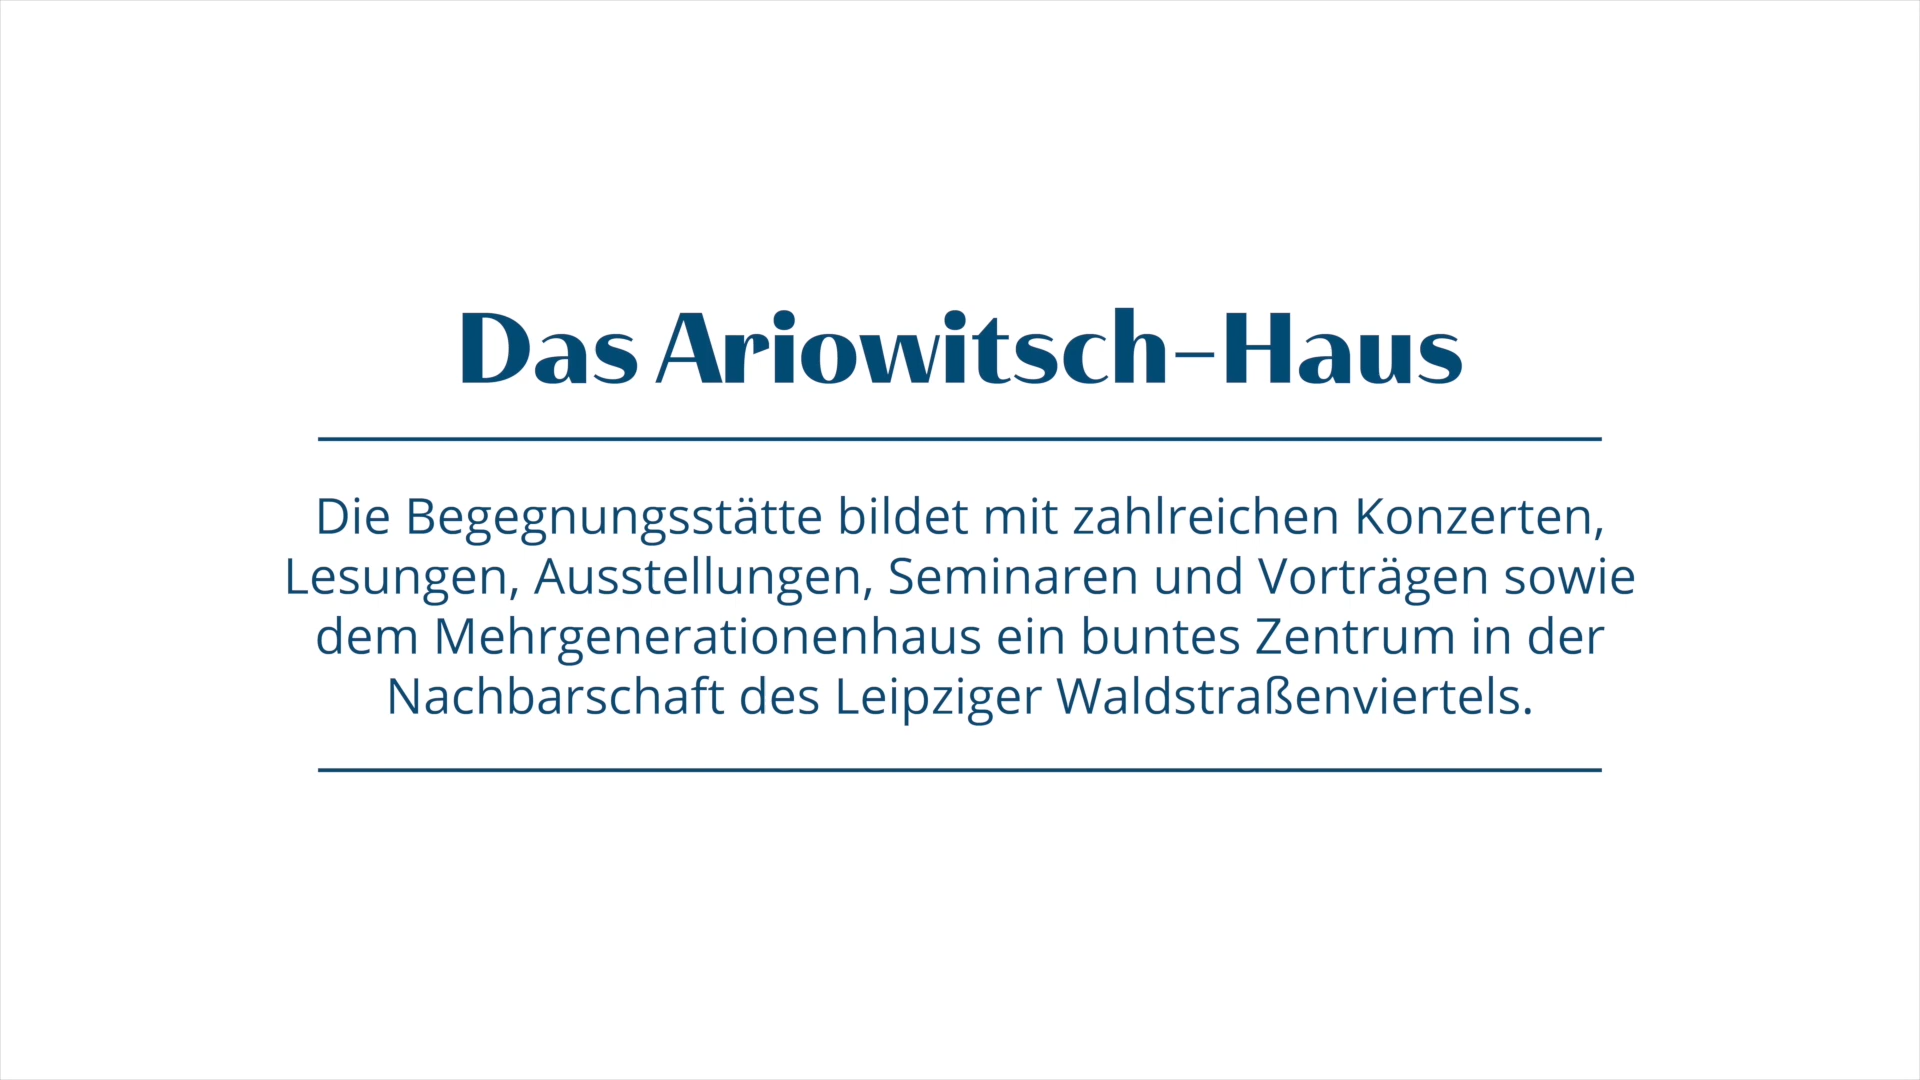 Das Ariowitsch-Haus
Die Begegnungsstätte bildet mit zahlreichen Konzerten,
Lesungen, Ausstellungen, Seminaren und Vorträgen sowie
dem Mehrgenerationenhaus ein buntes Zentrum in der
Nachbarschaft des Leipziger Waldstraßenviertels.